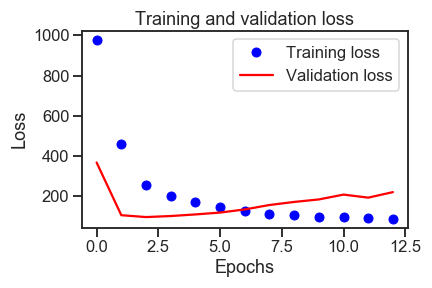 Training and validation loss
1000
800
600
400
200
Loss
Training loss
Validation loss
0.0 2.5 5.0 7.5 10.0 12.5
Epochs